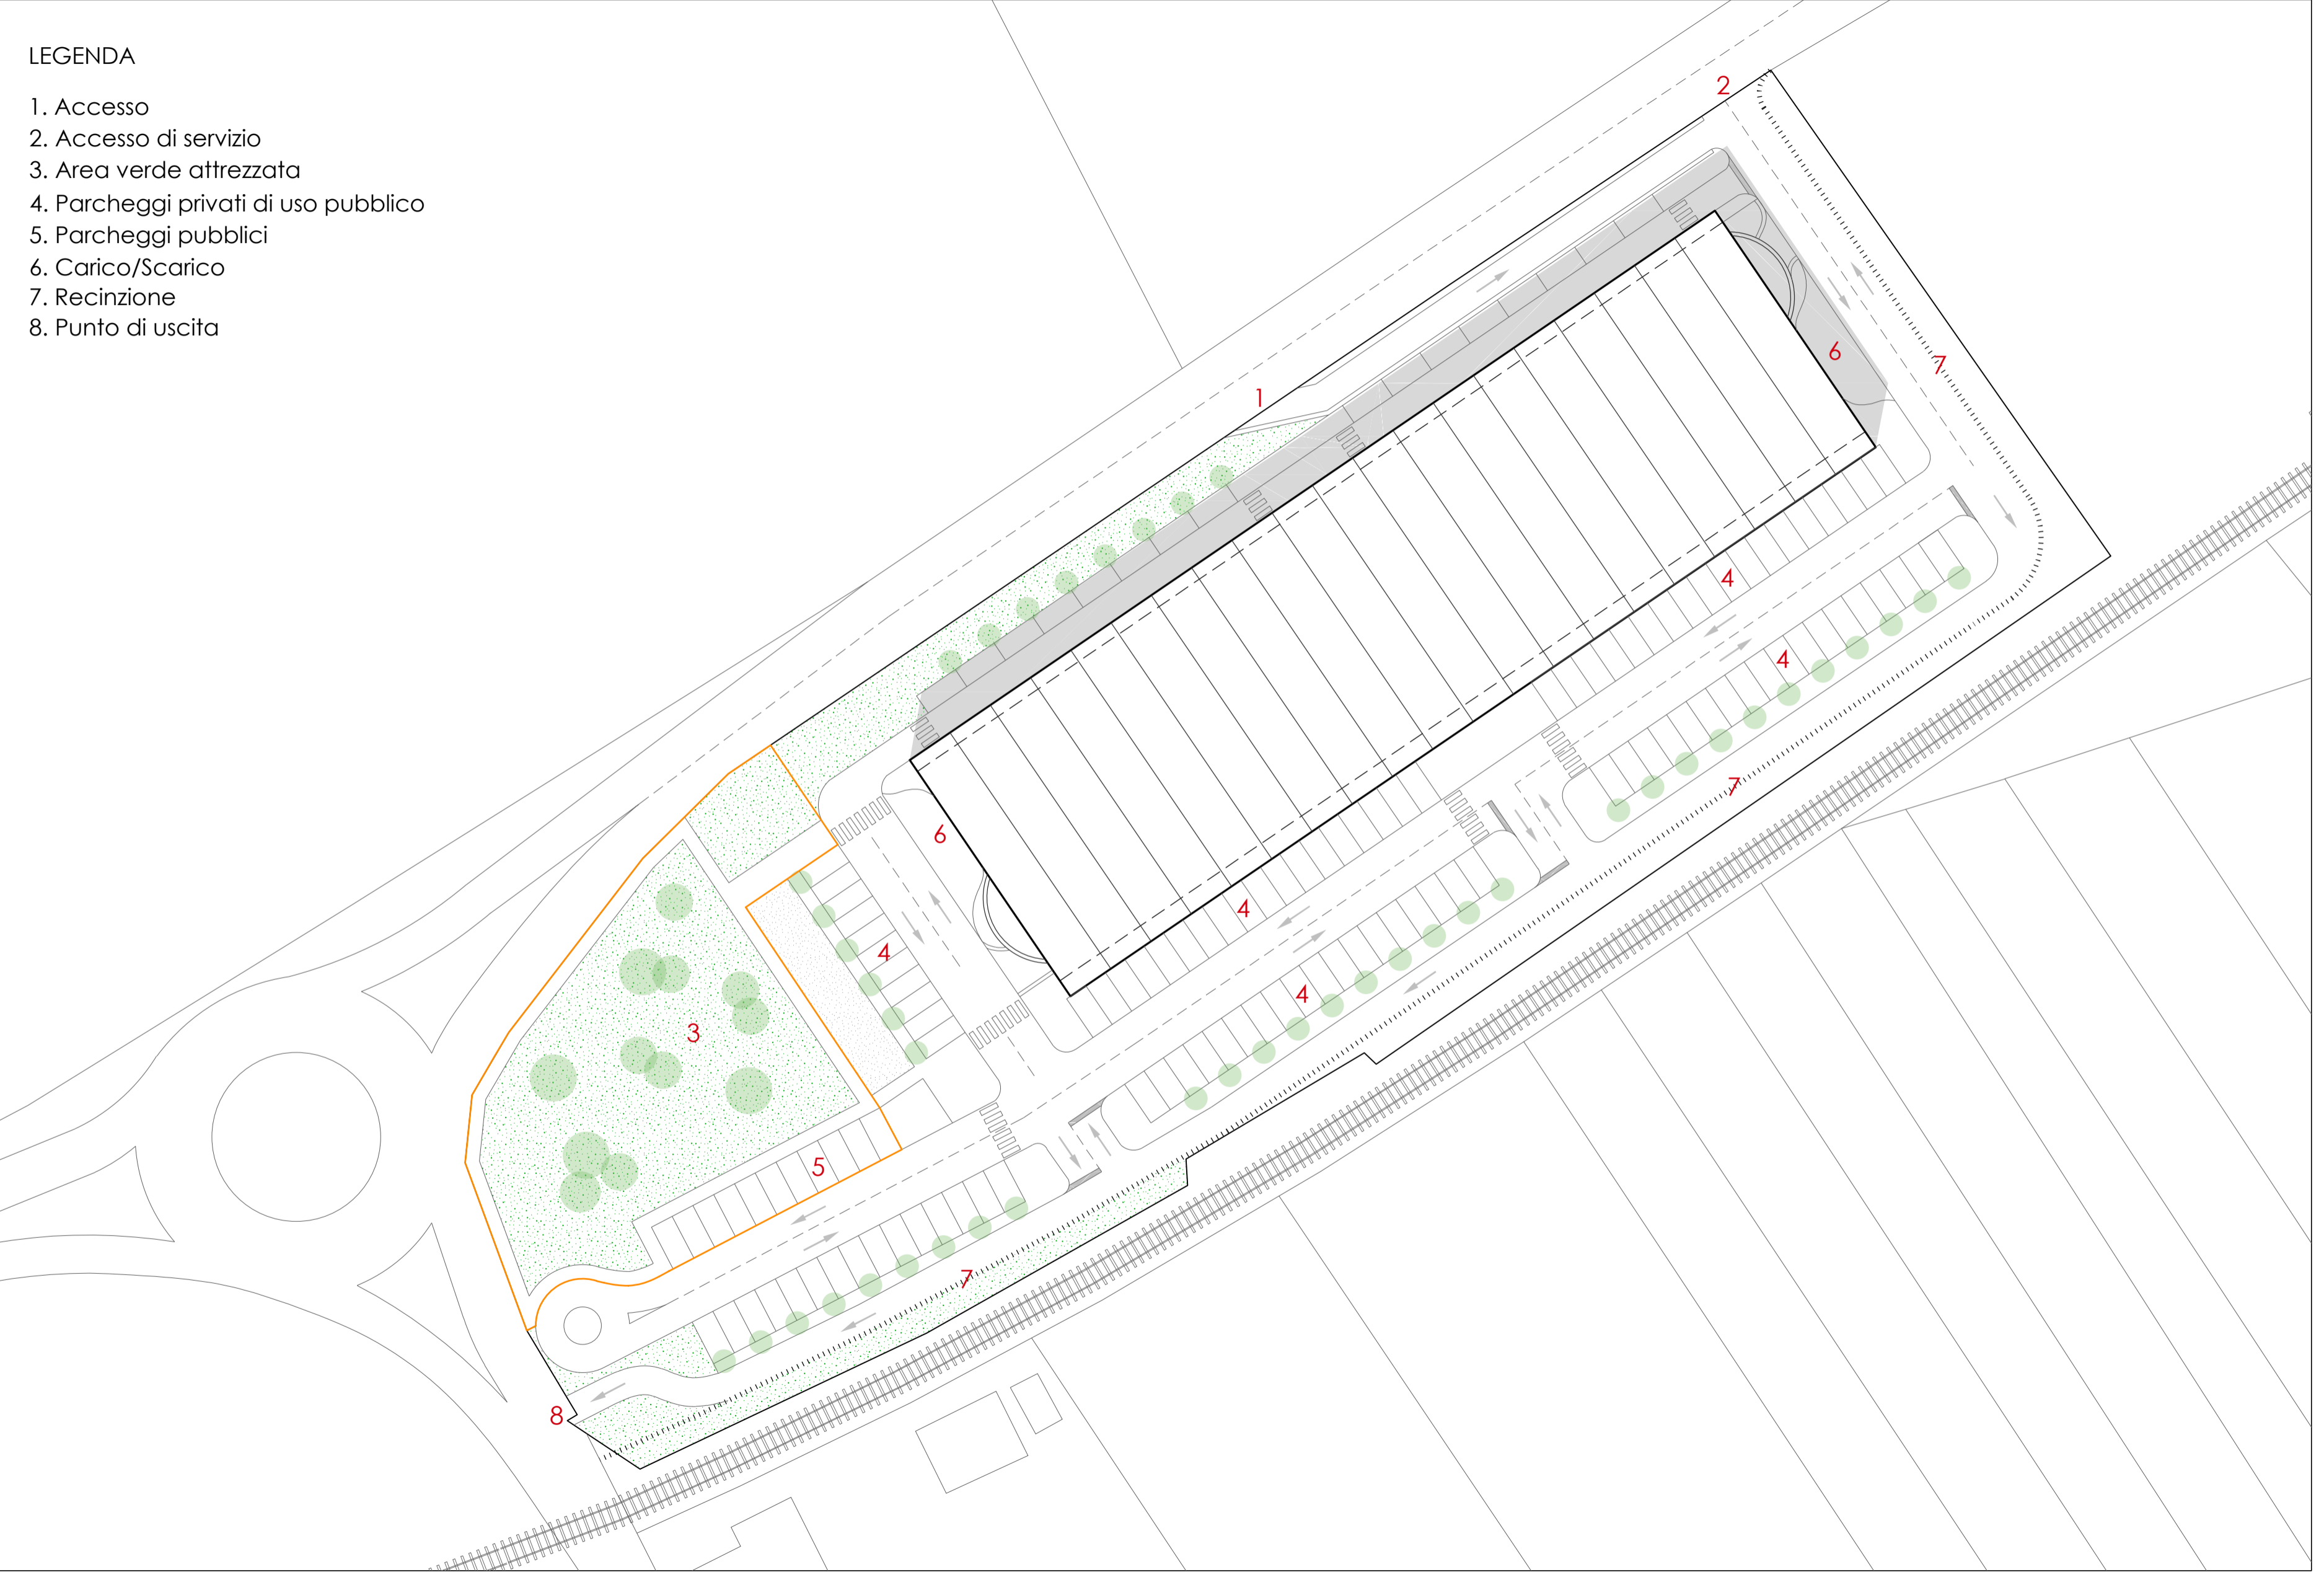 LEGENDA
1. Accesso
2. Accesso di servizio
3. Area verde attrezzata
4. Parcheggi privati di uso pubblico
5. Parcheggi pubblici
6. Carico/Scarico
7. Recinzione
8. Punto di uscita
2
6
7
1
4
4
7
6
4
4
4
3
5
7
8